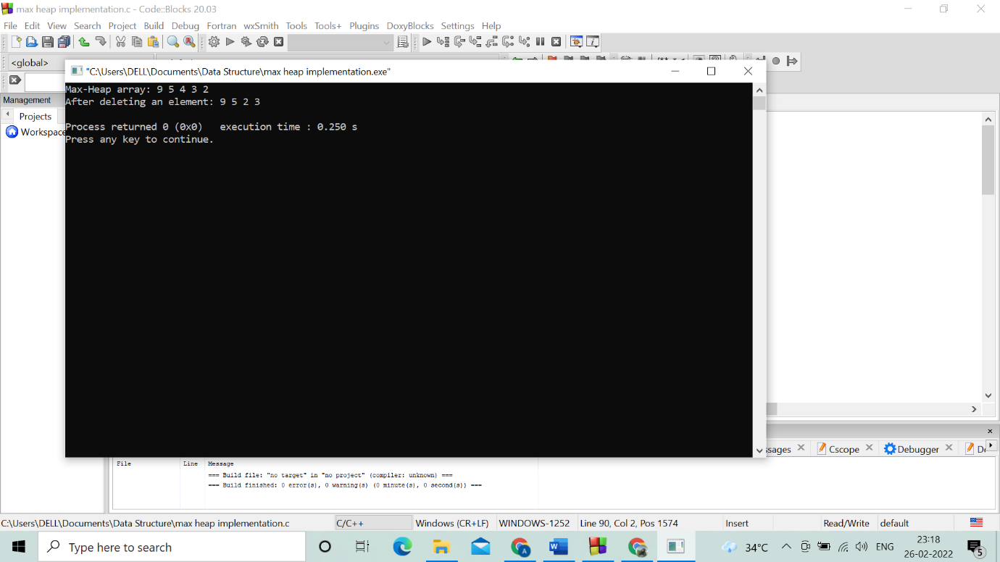 max heap implementation.c - Code::Blocks 20.03
File Edit View Search Project Build Debug Fortran wxSmith Tools Tools+ Plugins DoxyBlocks Settings Help
<global>
"C:\Users\DELL\Documents\Data Structure\max heap implementation.exe"
Max-Heap array: 9 5 4 3 2
After deleting an element: 9 5 2 3
Process returned 0 (0x0)   execution time : 0.250 s
Press any key to continue.
Management
Projects
Workspace
ssages Cscope Debugger De
File Line Message
=== Build file: "no target" in "no project" (compiler: unknown) ===
=== Build finished: 0 error(s), 0 warning(s) (0 minute(s), 0 second(s)) ===
C:\Users\DELL\Documents\Data Structure\max heap implementation.c C/C++ Windows (CR+LF) WINDOWS-1252 Line 90, Col 2, Pos 1574 Insert Read/Write default
Type here to search 34°C ENG 23:18
26-02-2022 5